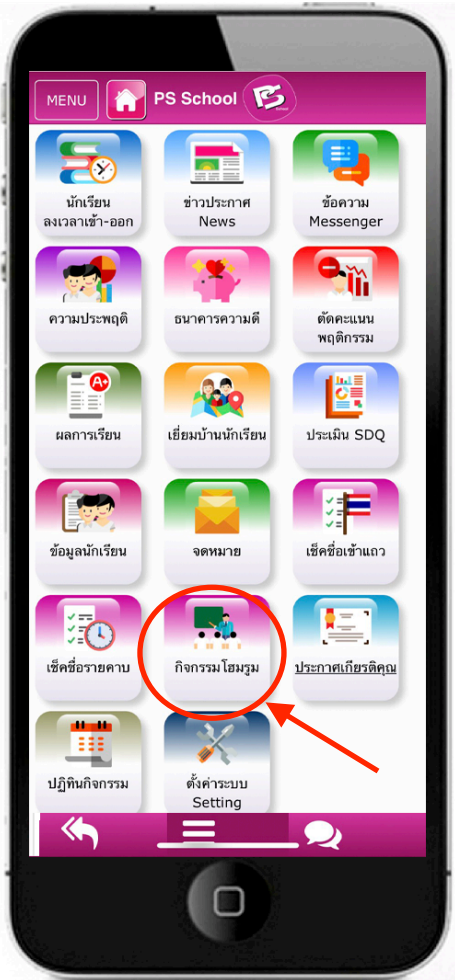 MENU PS School PS
นักเรียน
ลงเวลาเข้า-ออก
ข่าวประกาศ
News
ข้อความ
Messenger
ความประพฤติ
ธนาคารความดี
ตัดคะแนน
พฤติกรรม
A+
ผลการเรียน
เยี่ยมบ้านนักเรียน
ประเมิน SDQ
ข้อมูลนักเรียน
จดหมาย
เช็คชื่อเข้าแถว
เช็คชื่อรายคาบ
กิจกรรมโฮมรูม
ประกาศเกียรติคุณ
ปฏิทินกิจกรรม
ตั้งค่าระบบ
Setting